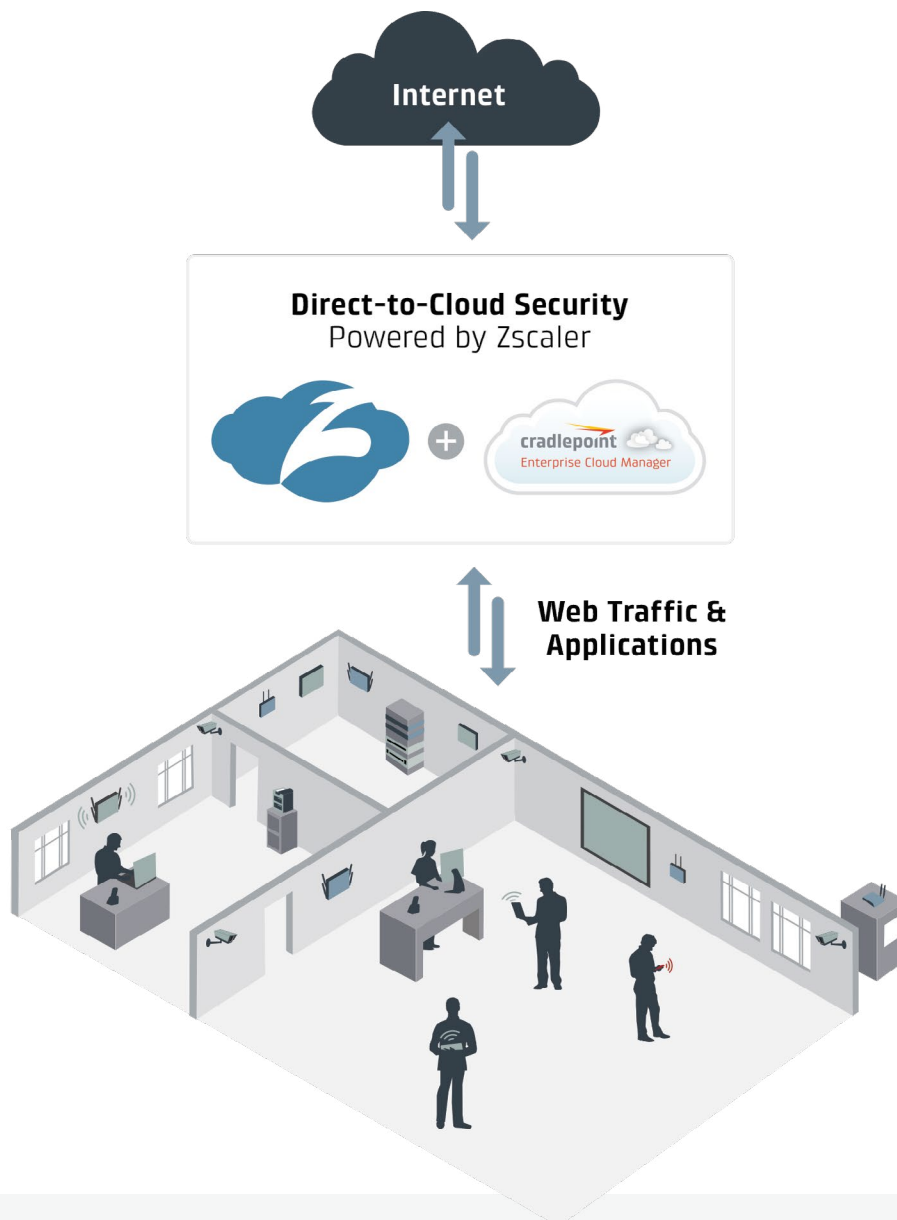 Internet
Direct-to-Cloud Security
Powered by Zscaler
cradlepoint
Enterprise Cloud Manager
Web Traffic &
Applications